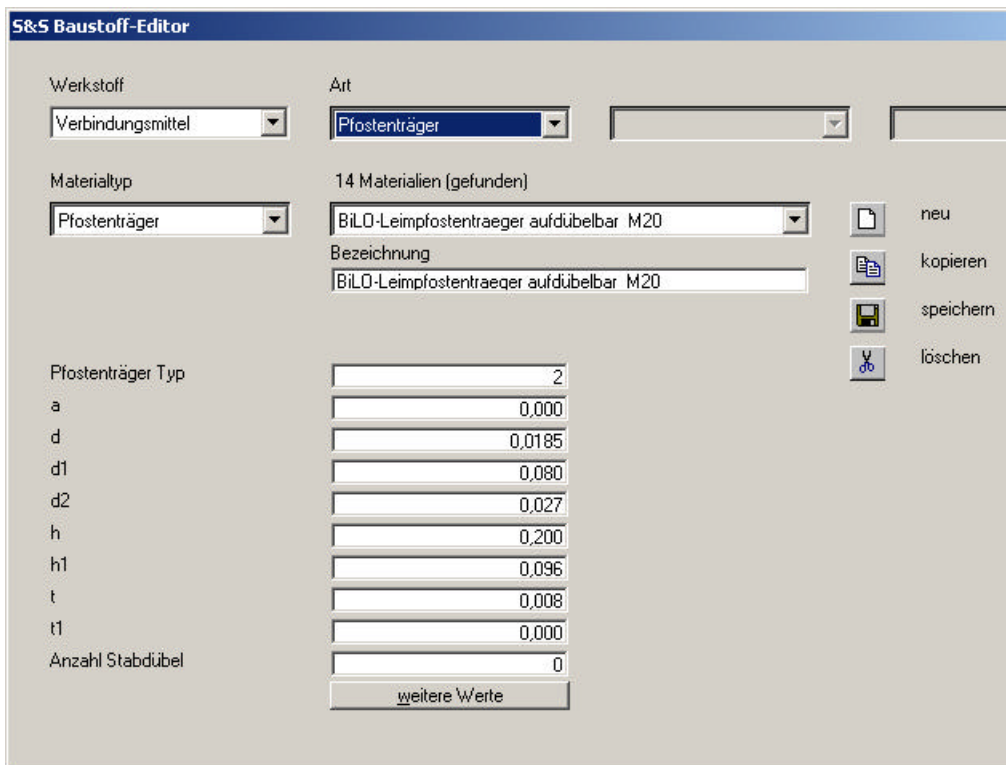 S&S Baustoff-Editor
Werkstoff Art
Verbindungsmittel Pfostenträger
Materialtyp 14 Materialien (gefunden)
Pfostenträger BiLO-Leimpfostentraeger aufdübelbar M20 neu
Bezeichnung kopieren
BiLO-Leimpfostentraeger aufdübelbar M20
speichern
löschen
Pfostenträger Typ 2
a 0,000
d 0,0185
d1 0,080
d2 0,027
h 0,200
h1 0,096
t 0,008
t1 0,000
Anzahl Stabdübel 0
weitere Werte